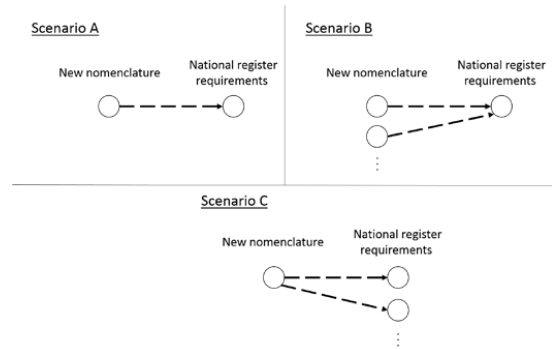 Scenario A
New nomenclature
National register
requirements
Scenario B
New nomenclature
National register
requirements
Scenario C
New nomenclature
National register
requirements